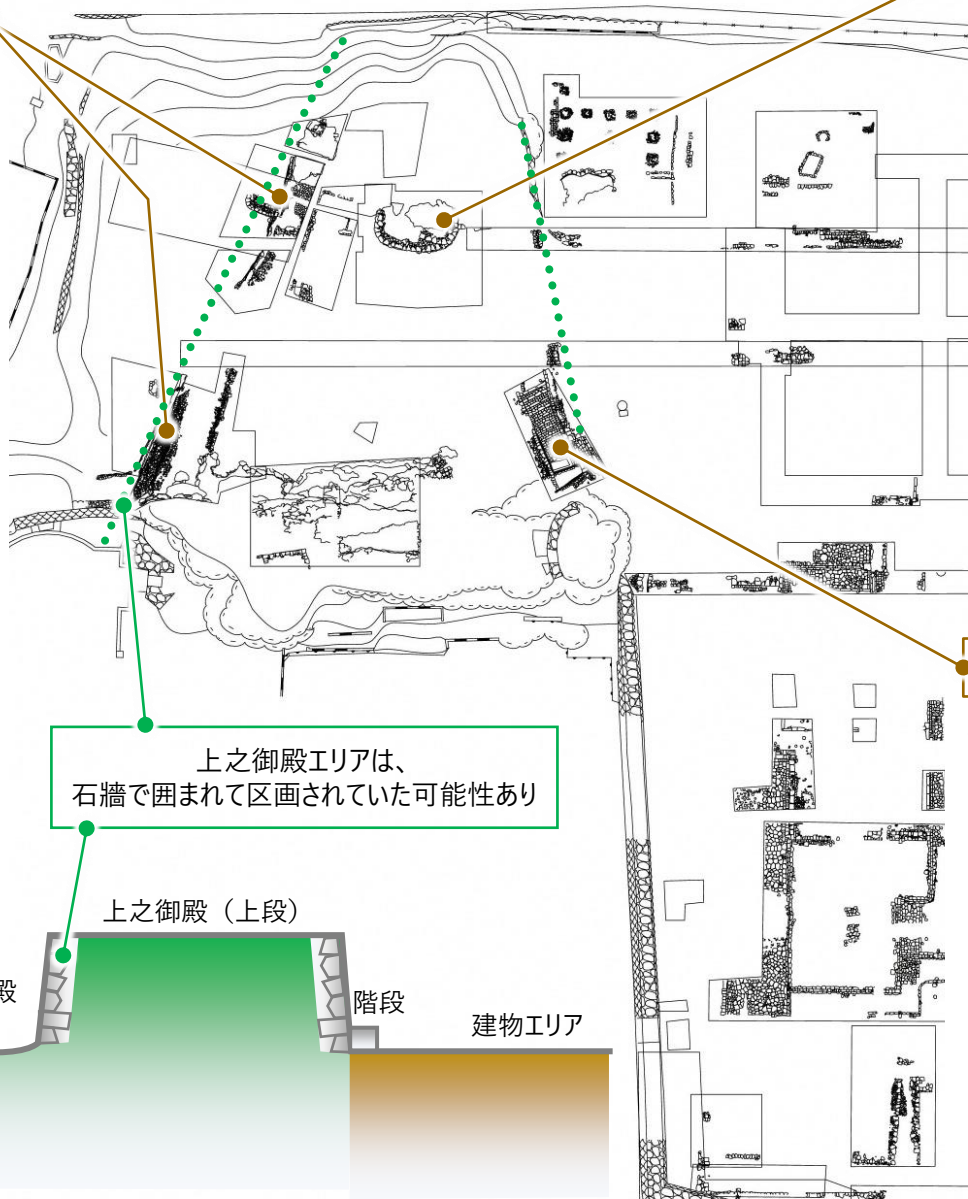 上之御殿エリアは、
石牆で囲まれて区画されていた可能性あり
上之御殿（上段）
殿
階段
建物エリア